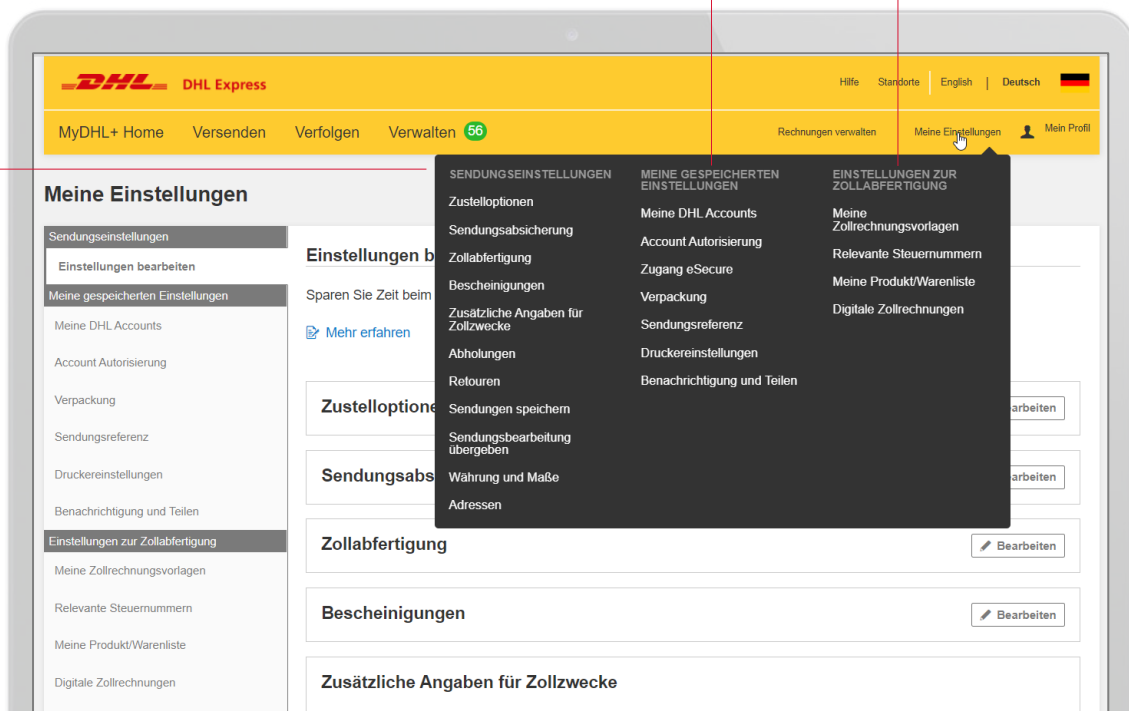 DHL DHL Express
Hilfe Standorte English | Deutsch
MyDHL+ Home Versenden Verfolgen Verwalten 56 Rechnungen verwalten Meine Einstellungen Mein Profil
SENDUNGSEINSTELLUNGEN
Zustelloptionen
Sendungsabsicherung
Zollabfertigung
Bescheinigungen
Zusätzliche Angaben für
Zollzwecke
Abholungen
Retouren
Sendungen speichern
Sendungsbearbeitung
übergeben
Währung und Maße
Adressen
MEINE GESPEICHERTEN
EINSTELLUNGEN
Meine DHL Accounts
Account Autorisierung
Zugang eSecure
Verpackung
Sendungsreferenz
Druckereinstellungen
Benachrichtigung und Teilen
EINSTELLUNGEN ZUR
ZOLLABFERTIGUNG
Meine
Zollrechnungsvorlagen
Relevante Steuernummern
Meine Produkt/Warenliste
Digitale Zollrechnungen
Meine Einstellungen
Sendungseinstellungen
Einstellungen bearbeiten
Meine gespeicherten Einstellungen
Meine DHL Accounts
Account Autorisierung
Verpackung
Sendungsreferenz
Druckereinstellungen
Benachrichtigung und Teilen
Einstellungen zur Zollabfertigung
Meine Zollrechnungsvorlagen
Relevante Steuernummern
Meine Produkt/Warenliste
Digitale Zollrechnungen
Einstellungen b
Sparen Sie Zeit beim
Mehr erfahren
Zustelloptione arbeiten
Sendungsabs arbeiten
Zollabfertigung Bearbeiten
Bescheinigungen Bearbeiten
Zusätzliche Angaben für Zollzwecke